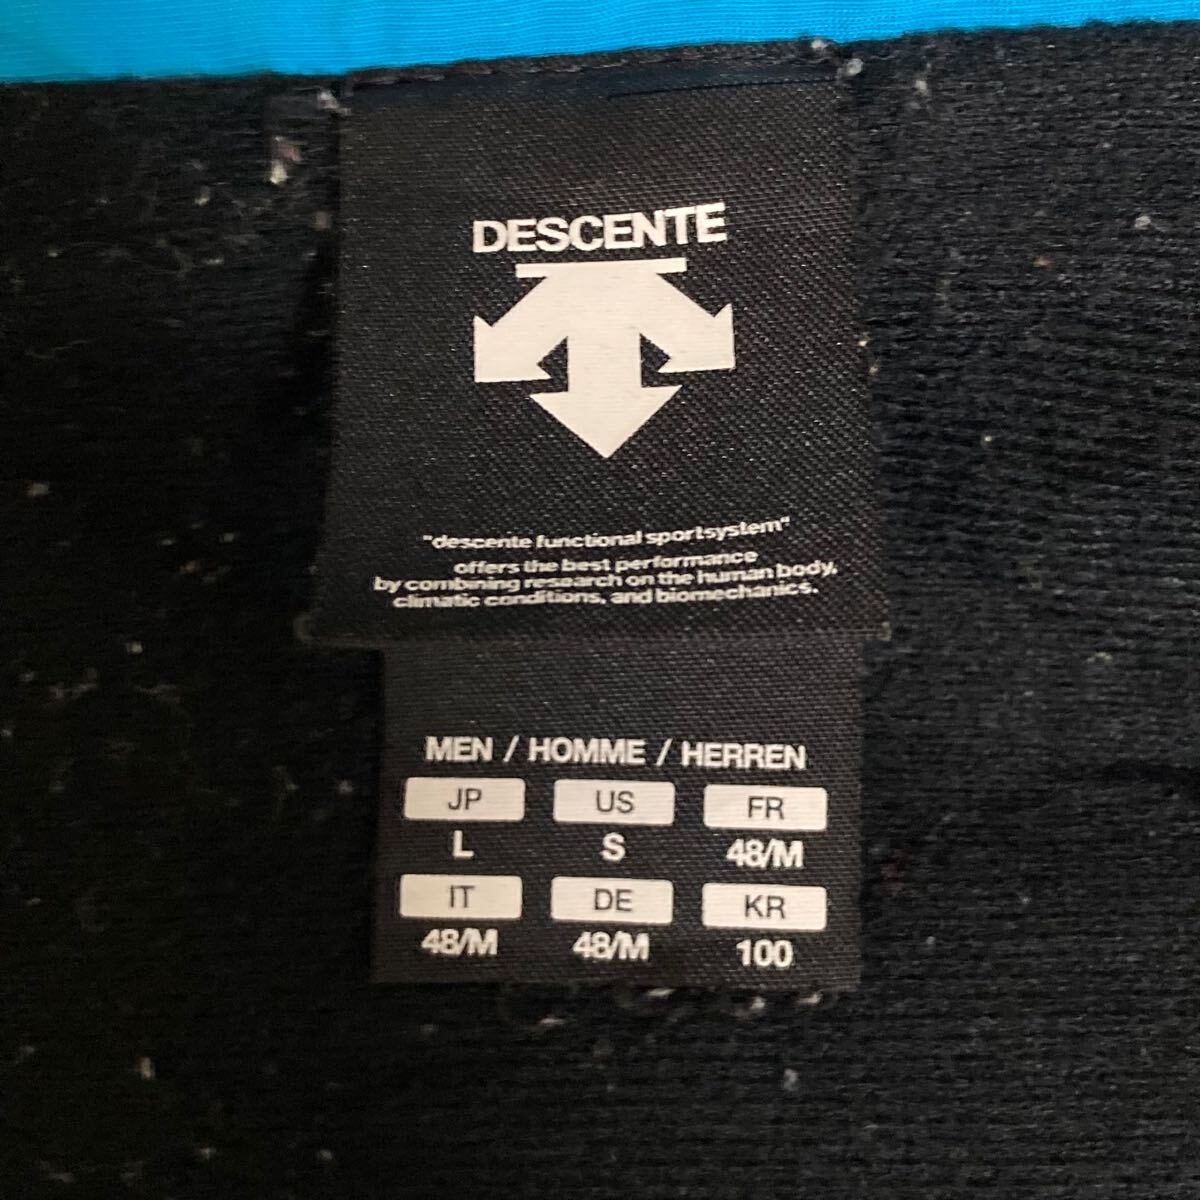 DESCENTE
"descente functional sportsystem"
offers the best performance
by combining research on the human body,
climatic conditions, and biomechanics.
MEN / HOMME / HERREN
JP US FR
L S 48/M
IT DE KR
48/M 48/M 100